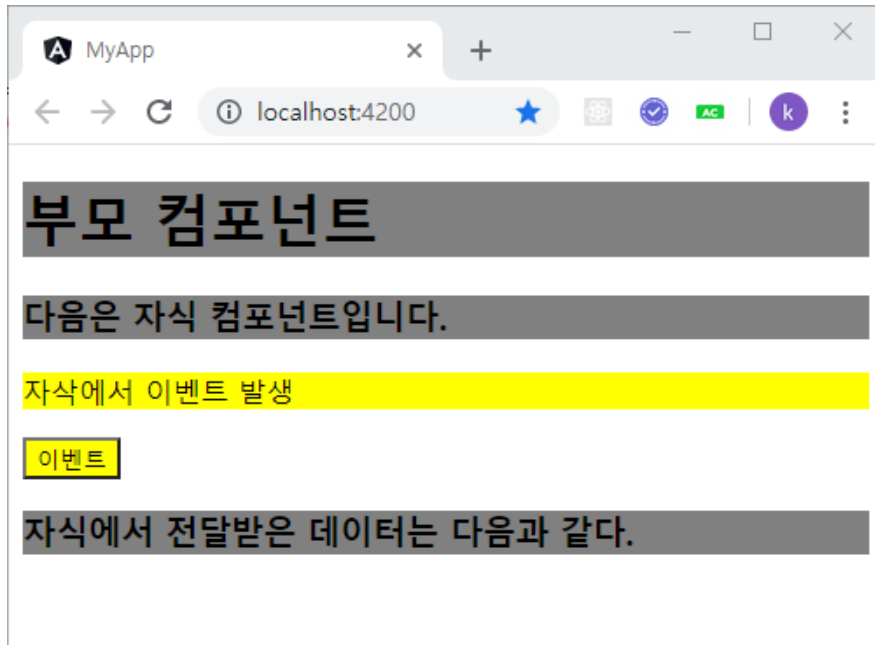 MyApp
localhost:4200
AC
k
부모 컴포넌트
다음은 자식 컴포넌트입니다.
자삭에서 이벤트 발생
이벤트
자식에서 전달받은 데이터는 다음과 같다.